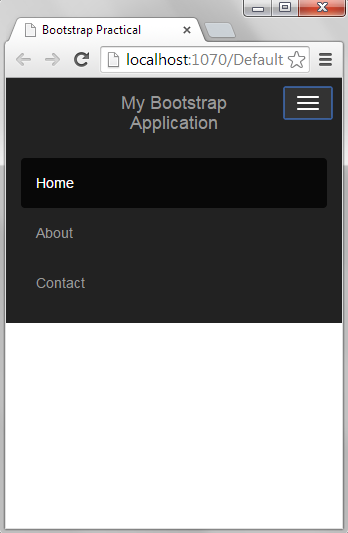 Bootstrap Practical
localhost:1070/Default
My Bootstrap
Application
Home
About
Contact